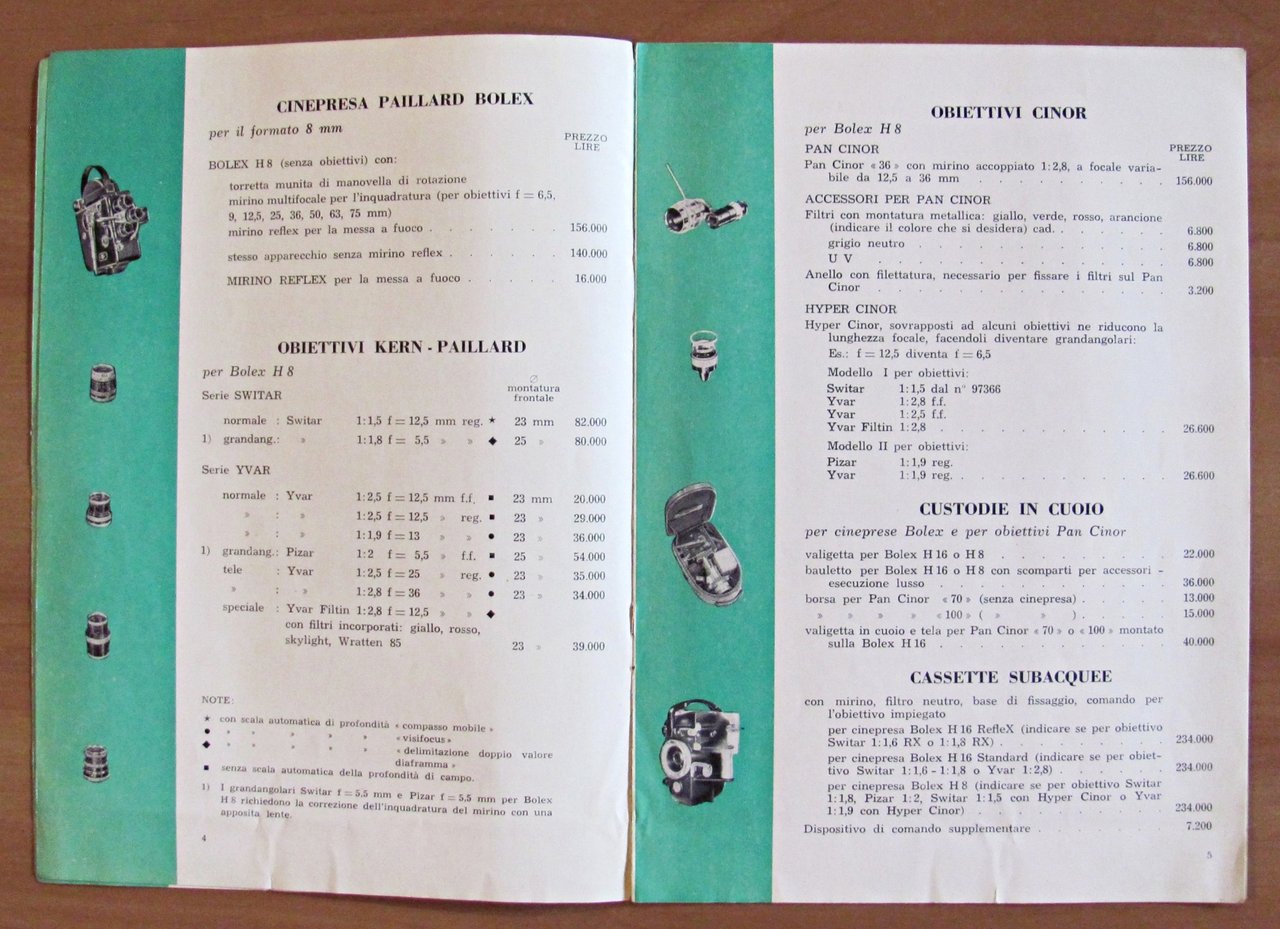 CINEPRESA PAILLARD BOLEX
per il formato 8 mm
PREZZO
LIRE
BOLEX H 8 (senza obiettivi) con:
torretta munita di manovella di rotazione
mirino multifocale per l'inquadratura (per obiettivi f = 6,5,
9, 12,5, 25, 36, 50, 63, 75 mm)
mirino reflex per la messa a fuoco . . . . . . . 156.000
stesso apparecchio senza mirino reflex . . . . . . 140.000
MIRINO REFLEX per la messa a fuoco . . . . . 16.000
OBIETTIVI KERN - PAILLARD
per Bolex H 8
Serie SWITAR
∅
montatura
frontale
normale : Switar 1:1,5 f = 12,5 mm reg. ★ 23 mm 82.000
1) grandang.: » 1:1,8 f = 5,5 » » ◆ 25 » 80.000
Serie YVAR
normale : Yvar 1:2,5 f = 12,5 mm f.f. ■ 23 mm 20.000
» : » 1:2,5 f = 12,5 » reg. ■ 23 » 29.000
» : » 1:1,9 f = 13 » » ● 23 » 36.000
1) grandang.: Pizar 1:2 f = 5,5 » f.f. ■ 25 » 54.000
tele : Yvar 1:2,5 f = 25 » reg. ● 23 » 35.000
» : » 1:2,8 f = 36 » » ● 23 » 34.000
speciale : Yvar Filtin 1:2,8 f = 12,5 » » ◆
con filtri incorporati: giallo, rosso,
skylight, Wratten 85 23 » 39.000
NOTE:
★ con scala automatica di profondità « compasso mobile »
● » » » » » « visifocus »
◆ » » » » » « delimitazione doppio valore
diaframma »
■ senza scala automatica della profondità di campo.
1) I grandangolari Switar f = 5,5 mm e Pizar f = 5,5 mm per Bolex
H 8 richiedono la correzione dell'inquadratura del mirino con una
apposita lente.
4
OBIETTIVI CINOR
per Bolex H 8
PAN CINOR
PREZZO
LIRE
Pan Cinor « 36 » con mirino accoppiato 1:2,8, a focale varia-
bile da 12,5 a 36 mm . . . . . . . . . 156.000
ACCESSORI PER PAN CINOR
Filtri con montatura metallica: giallo, verde, rosso, arancione
(indicare il colore che si desidera) cad. . . . . . 6.800
grigio neutro . . . . . . . . . . . 6.800
U V . . . . . . . . . . . . 6.800
Anello con filettatura, necessario per fissare i filtri sul Pan
Cinor . . . . . . . . . . . . . 3.200
HYPER CINOR
Hyper Cinor, sovrapposti ad alcuni obiettivi ne riducono la
lunghezza focale, facendoli diventare grandangolari:
Es.: f = 12,5 diventa f = 6,5
Modello I per obiettivi:
Switar 1:1,5 dal n° 97366
Yvar 1:2,8 f.f.
Yvar 1:2,5 f.f.
Yvar Filtin 1:2,8 . . . . . . . . . . 26.600
Modello II per obiettivi:
Pizar 1:1,9 reg.
Yvar 1:1,9 reg. . . . . . . . . . . 26.600
CUSTODIE IN CUOIO
per cineprese Bolex e per obiettivi Pan Cinor
valigetta per Bolex H 16 o H 8 . . . . . . . . 22.000
bauletto per Bolex H 16 o H 8 con scomparti per accessori -
esecuzione lusso . . . . . . . . . . . 36.000
borsa per Pan Cinor « 70 » (senza cinepresa) . . . . 13.000
» » » » « 100 » ( » » ) . . . . 15.000
valigetta in cuoio e tela per Pan Cinor « 70 » o « 100 » montato
sulla Bolex H 16 . . . . . . . . . . . 40.000
CASSETTE SUBACQUEE
con mirino, filtro neutro, base di fissaggio, comando per
l'obiettivo impiegato
per cinepresa Bolex H 16 RefleX (indicare se per obiettivo
Switar 1:1,6 RX o 1:1,8 RX) . . . . . . . . 234.000
per cinepresa Bolex H 16 Standard (indicare se per obiet-
tivo Switar 1:1,6 - 1:1,8 o Yvar 1:2,8) . . . . . . 234.000
per cinepresa Bolex H 8 (indicare se per obiettivo Switar
1:1,8, Pizar 1:2, Switar 1:1,5 con Hyper Cinor o Yvar
1:1,9 con Hyper Cinor) . . . . . . . . . 234.000
Dispositivo di comando supplementare . . . . . . . 7.200
5